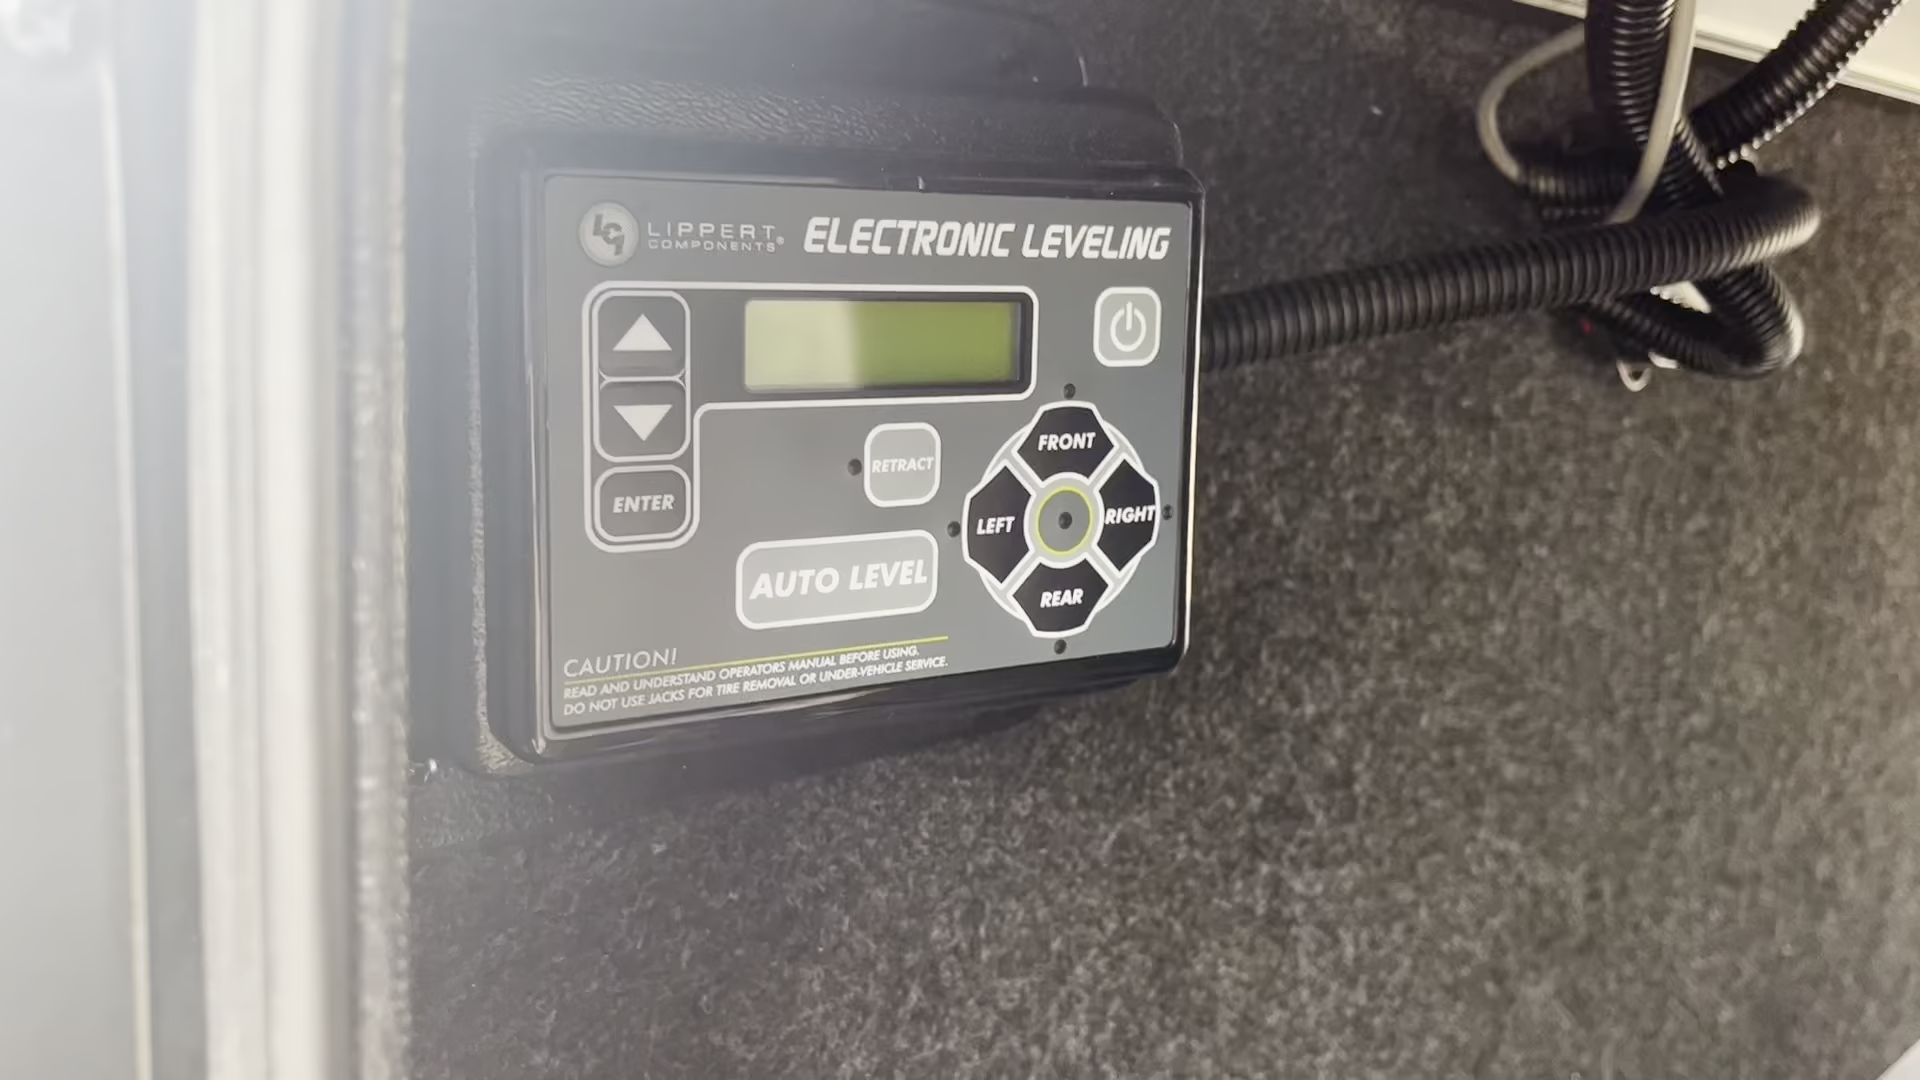 LCI LIPPERT COMPONENTS® ELECTRONIC LEVELING
FRONT
RETRACT
ENTER
LEFT
RIGHT
AUTO LEVEL
REAR
CAUTION!
READ AND UNDERSTAND OPERATORS MANUAL BEFORE USING.
DO NOT USE JACKS FOR TIRE REMOVAL OR UNDER-VEHICLE SERVICE.